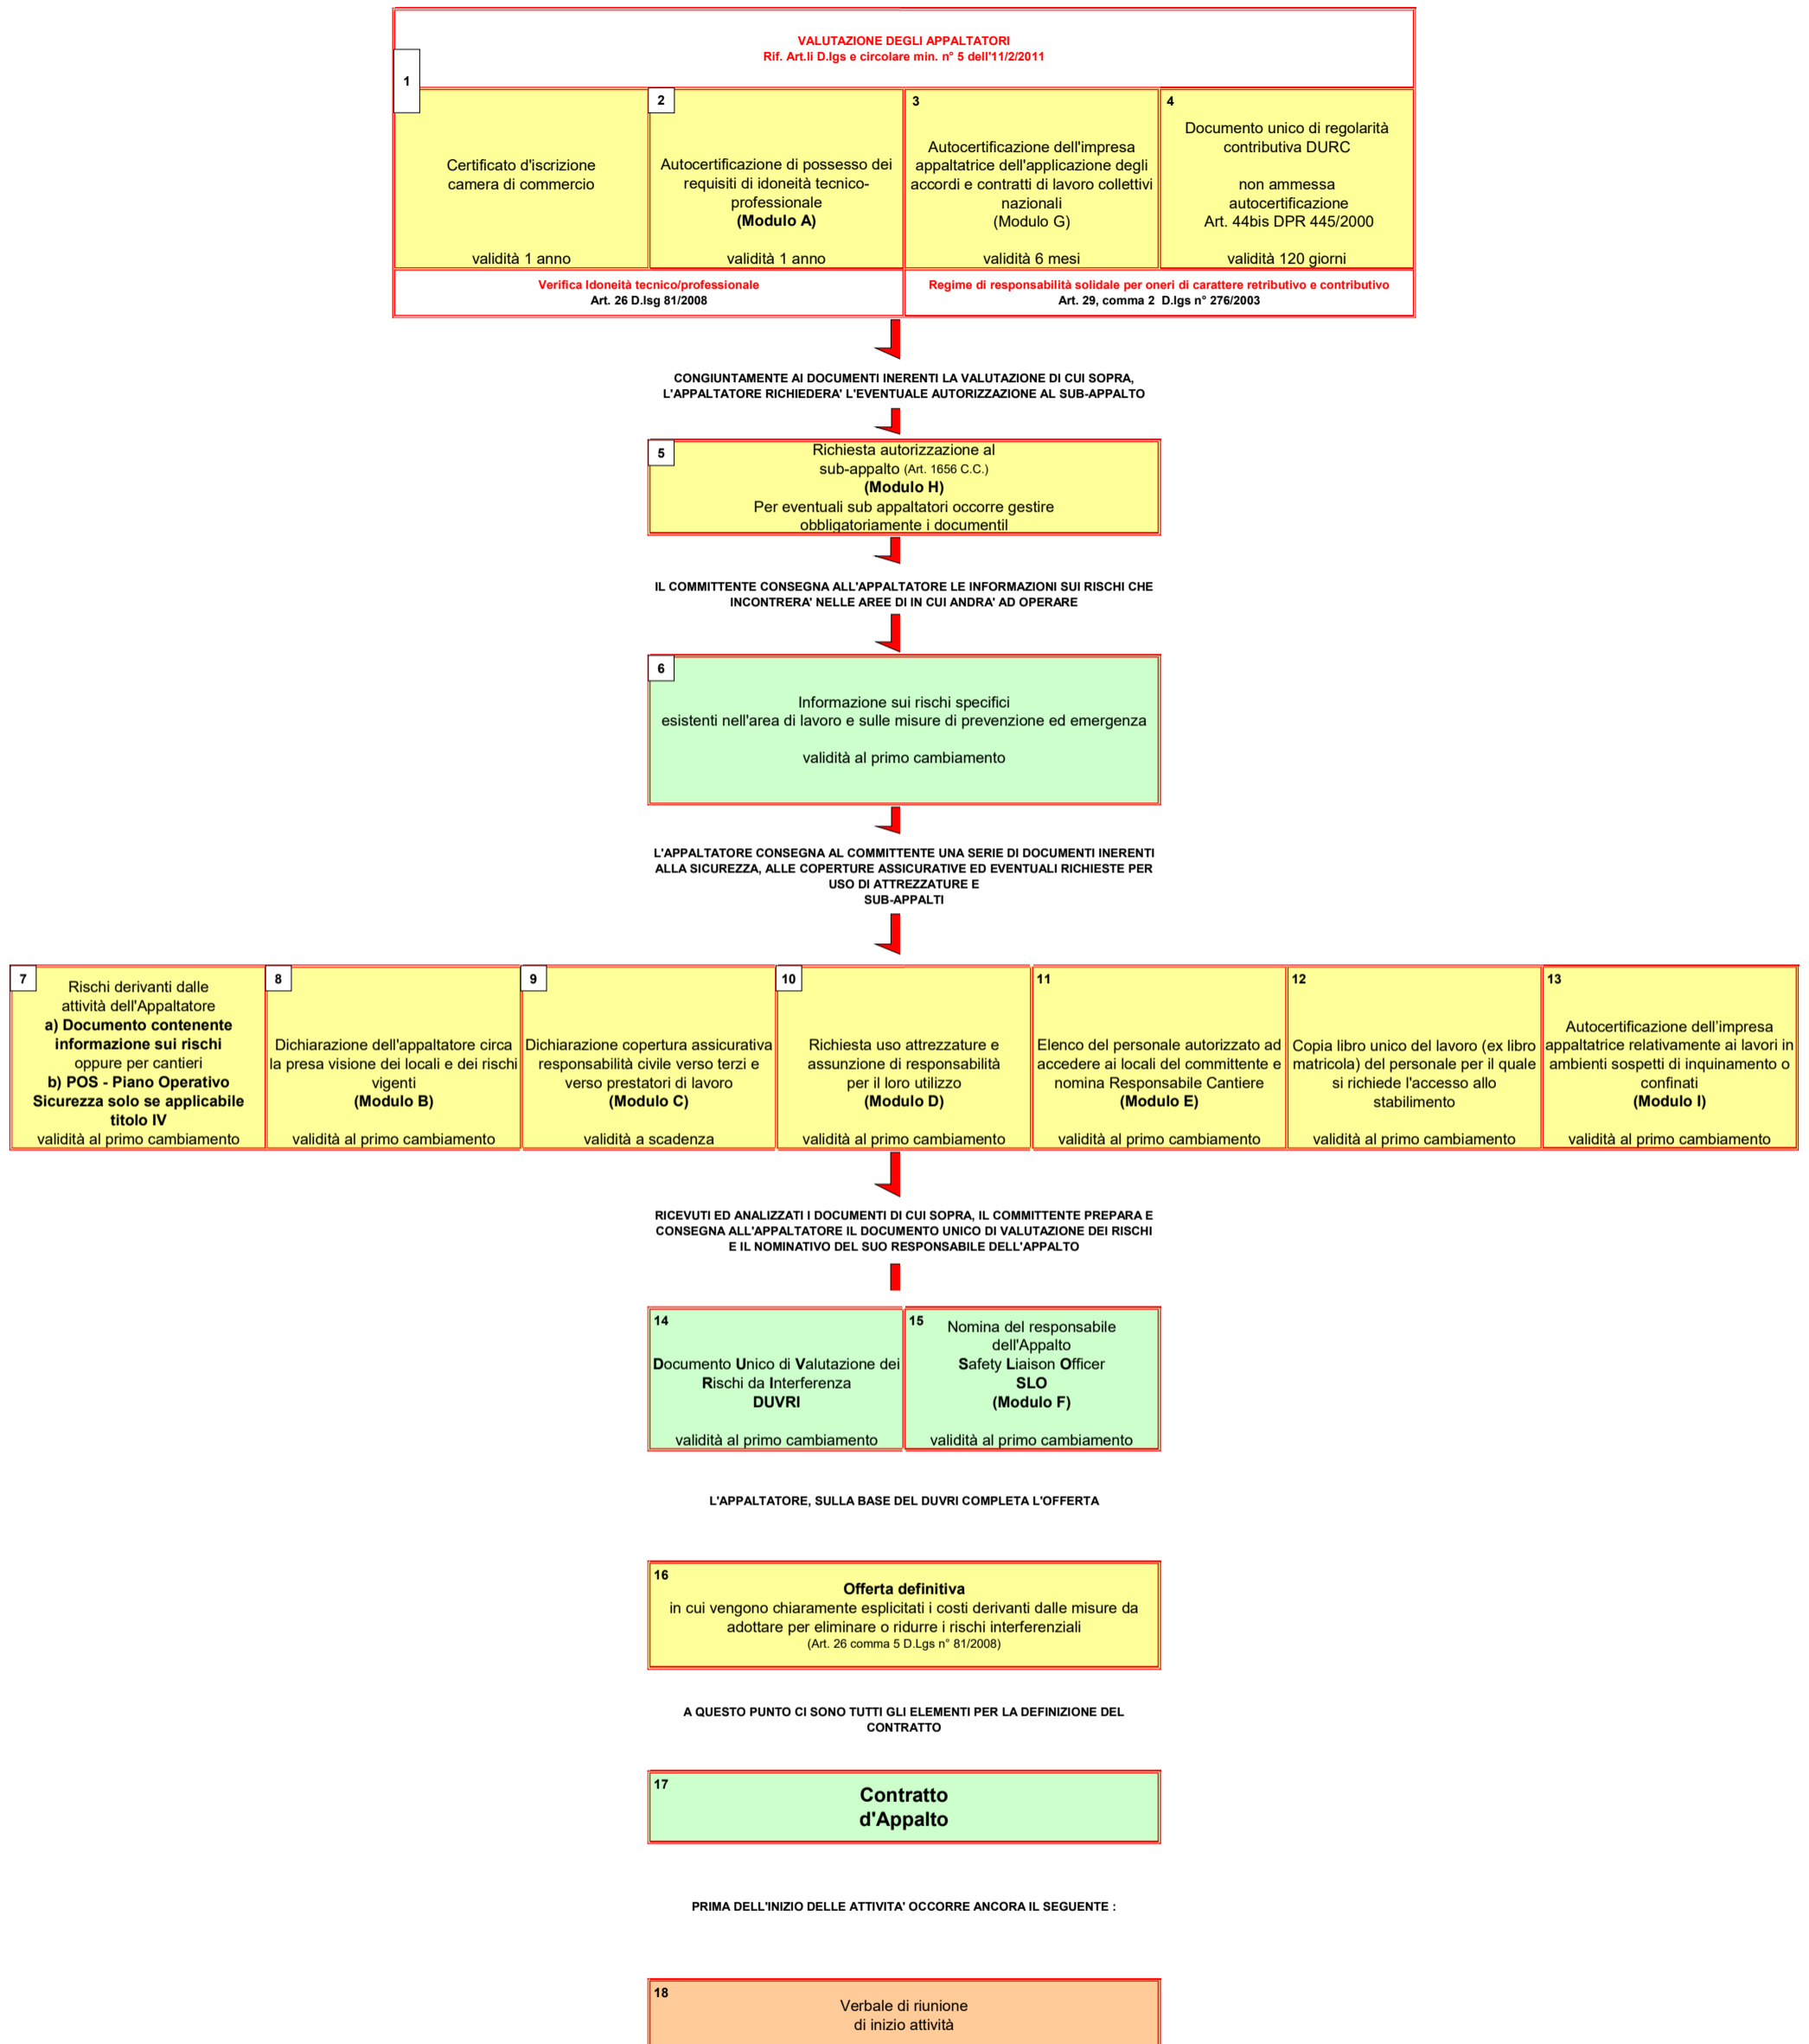 VALUTAZIONE DEGLI APPALTATORI
Rif. Art.li D.lgs e circolare min. n° 5 dell'11/2/2011
1
Certificato d'iscrizione
camera di commercio
validità 1 anno
2
Autocertificazione di possesso dei
requisiti di idoneità tecnico-
professionale
(Modulo A)
validità 1 anno
3
Autocertificazione dell'impresa
appaltatrice dell'applicazione degli
accordi e contratti di lavoro collettivi
nazionali
(Modulo G)
validità 6 mesi
4
Documento unico di regolarità
contributiva DURC
non ammessa
autocertificazione
Art. 44bis DPR 445/2000
validità 120 giorni
Verifica Idoneità tecnico/professionale
Art. 26 D.lsg 81/2008
Regime di responsabilità solidale per oneri di carattere retributivo e contributivo
Art. 29, comma 2 D.lgs n° 276/2003
CONGIUNTAMENTE AI DOCUMENTI INERENTI LA VALUTAZIONE DI CUI SOPRA,
L'APPALTATORE RICHIEDERA' L'EVENTUALE AUTORIZZAZIONE AL SUB-APPALTO
5
Richiesta autorizzazione al
sub-appalto (Art. 1656 C.C.)
(Modulo H)
Per eventuali sub appaltatori occorre gestire
obbligatoriamente i documentil
IL COMMITTENTE CONSEGNA ALL'APPALTATORE LE INFORMAZIONI SUI RISCHI CHE
INCONTRERA' NELLE AREE DI IN CUI ANDRA' AD OPERARE
6
Informazione sui rischi specifici
esistenti nell'area di lavoro e sulle misure di prevenzione ed emergenza
validità al primo cambiamento
L'APPALTATORE CONSEGNA AL COMMITTENTE UNA SERIE DI DOCUMENTI INERENTI
ALLA SICUREZZA, ALLE COPERTURE ASSICURATIVE ED EVENTUALI RICHIESTE PER
USO DI ATTREZZATURE E
SUB-APPALTI
7
Rischi derivanti dalle
attività dell'Appaltatore
a) Documento contenente
informazione sui rischi
oppure per cantieri
b) POS - Piano Operativo
Sicurezza solo se applicabile
titolo IV
validità al primo cambiamento
8
Dichiarazione dell'appaltatore circa
la presa visione dei locali e dei rischi
vigenti
(Modulo B)
validità al primo cambiamento
9
Dichiarazione copertura assicurativa
responsabilità civile verso terzi e
verso prestatori di lavoro
(Modulo C)
validità a scadenza
10
Richiesta uso attrezzature e
assunzione di responsabilità
per il loro utilizzo
(Modulo D)
validità al primo cambiamento
11
Elenco del personale autorizzato ad
accedere ai locali del committente e
nomina Responsabile Cantiere
(Modulo E)
validità al primo cambiamento
12
Copia libro unico del lavoro (ex libro
matricola) del personale per il quale
si richiede l'accesso allo
stabilimento
validità al primo cambiamento
13
Autocertificazione dell'impresa
appaltatrice relativamente ai lavori in
ambienti sospetti di inquinamento o
confinati
(Modulo I)
validità al primo cambiamento
RICEVUTI ED ANALIZZATI I DOCUMENTI DI CUI SOPRA, IL COMMITTENTE PREPARA E
CONSEGNA ALL'APPALTATORE IL DOCUMENTO UNICO DI VALUTAZIONE DEI RISCHI
E IL NOMINATIVO DEL SUO RESPONSABILE DELL'APPALTO
14
Documento Unico di Valutazione dei
Rischi da Interferenza
DUVRI
validità al primo cambiamento
15
Nomina del responsabile
dell'Appalto
Safety Liaison Officer
SLO
(Modulo F)
validità al primo cambiamento
L'APPALTATORE, SULLA BASE DEL DUVRI COMPLETA L'OFFERTA
16
Offerta definitiva
in cui vengono chiaramente esplicitati i costi derivanti dalle misure da
adottare per eliminare o ridurre i rischi interferenziali
(Art. 26 comma 5 D.Lgs n° 81/2008)
A QUESTO PUNTO CI SONO TUTTI GLI ELEMENTI PER LA DEFINIZIONE DEL
CONTRATTO
17
Contratto
d'Appalto
PRIMA DELL'INIZIO DELLE ATTIVITA' OCCORRE ANCORA IL SEGUENTE :
18
Verbale di riunione
di inizio attività